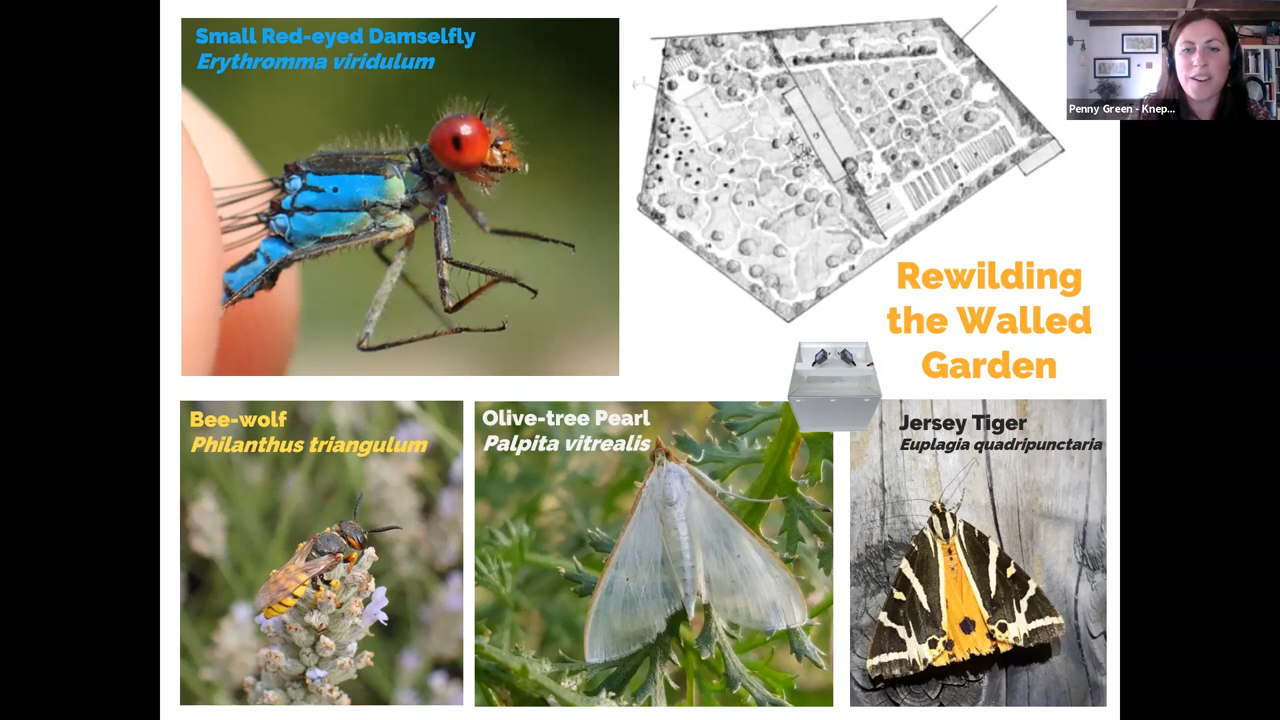 Small Red-eyed Damselfly
Erythromma viridulum
Penny Green - Knep...
Rewilding
the Walled
Garden
Bee-wolf
Philanthus triangulum
Olive-tree Pearl
Palpita vitrealis
Jersey Tiger
Euplagia quadripunctaria